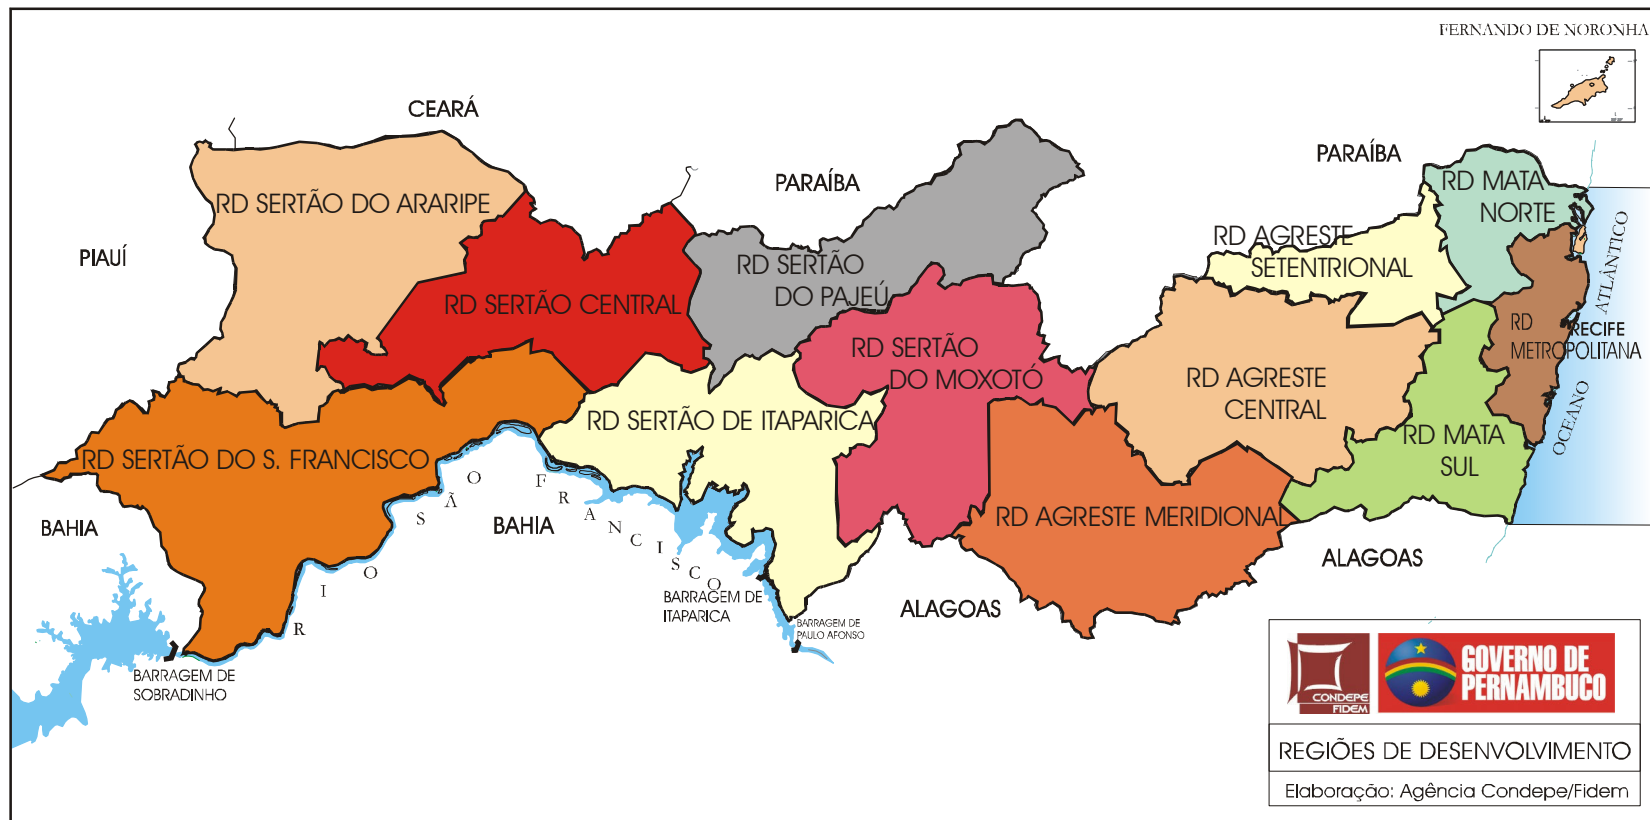 FERNANDO DE NORONHA
CEARÁ
PARAÍBA
PARAÍBA
PIAUÍ
RD SERTÃO DO ARARIPE
RD SERTÃO CENTRAL
RD SERTÃO
DO PAJEÚ
RD MATA
NORTE
RD AGRESTE
SETENTRIONAL
RD
METROPOLITANA
RECIFE
OCEANO ATLÂNTICO
RD SERTÃO
DO MOXOTÓ
RD AGRESTE
CENTRAL
RD SERTÃO DE ITAPARICA
RD SERTÃO DO S. FRANCISCO
RD MATA
SUL
RD AGRESTE MERIDIONAL
BAHIA
BAHIA
RIO SÃO FRANCISCO
ALAGOAS
ALAGOAS
BARRAGEM DE
SOBRADINHO
BARRAGEM DE
ITAPARICA
BARRAGEM DE
PAULO AFONSO
CONDEPE
FIDEM
GOVERNO DE
PERNAMBUCO
REGIÕES DE DESENVOLVIMENTO
Elaboração: Agência Condepe/Fidem